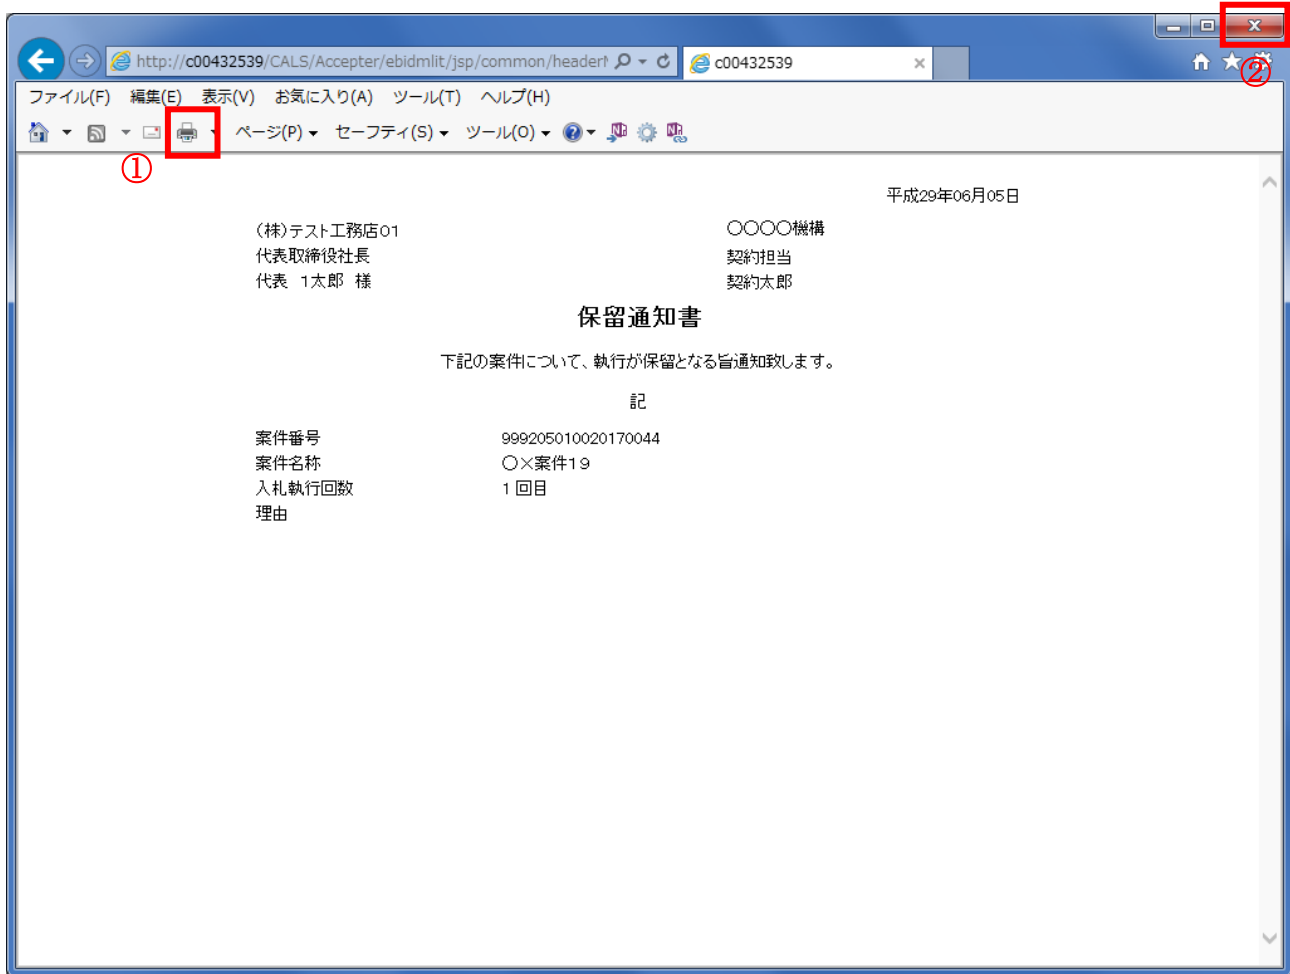 ②
http://c00432539/CALS/Accepter/ebidmlit/jsp/common/header
c00432539
ファイル(F) 編集(E) 表示(V) お気に入り(A) ツール(T) ヘルプ(H)
ページ(P) セーフティ(S) ツール(O)
①
平成29年06月05日
(株)テスト工務店01
〇〇〇〇機構
代表取締役社長
契約担当
代表 1太郎 様
契約太郎
保留通知書
下記の案件について、執行が保留となる旨通知致します。
記
案件番号 999205010020170044
案件名称 〇×案件19
入札執行回数 1回目
理由